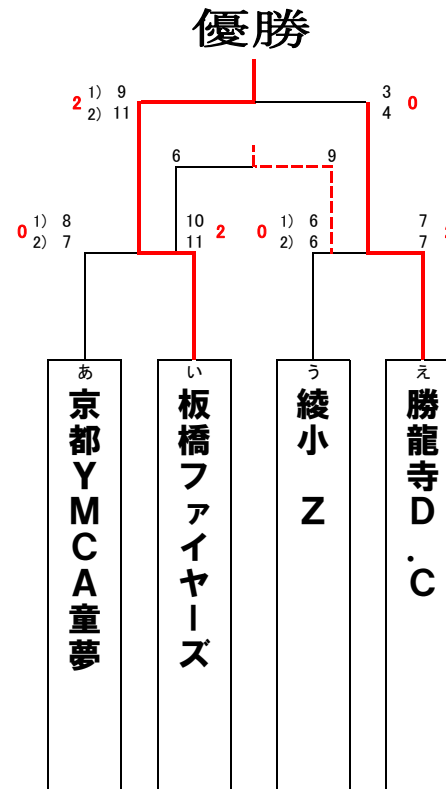 優勝
2 1) 9 3 0
2) 11 4
6 9
0 1) 8 10 2 0 1) 6 7
2) 7 11 2) 6 7
あ い う え
京都YMCA童夢
板橋ファイヤーズ
綾小 Z
勝龍寺D.C